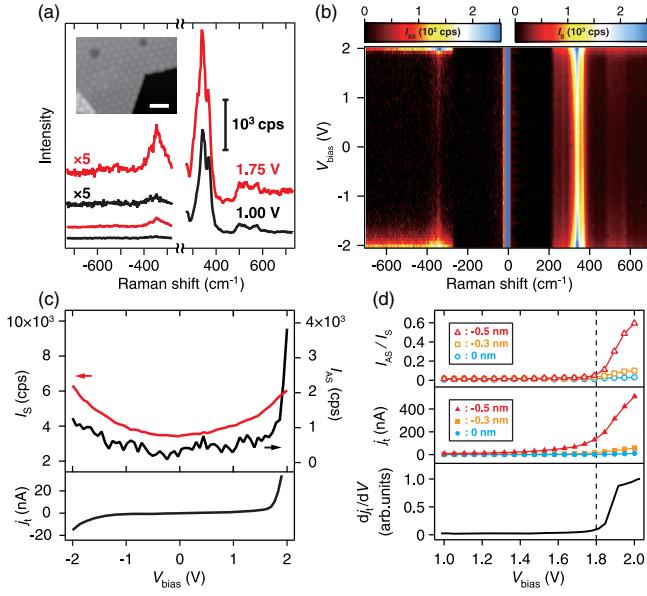 (a)
Intensity
×5
×5
10³ cps
1.75 V
1.00 V
-600 -400 400 600
Raman shift (cm⁻¹)
(b)
0 1 2
I_AS (10² cps)
0 1 2
I_S (10³ cps)
V_bias (V)
2
1
0
-1
-2
-600 -400 -200 0 200 400 600
Raman shift (cm⁻¹)
(c)
I_S (cps)
10×10³
8
6
4
2
4×10³
3
2
1
0
I_AS (cps)
j_t (nA)
20
0
-20
-2 -1 0 1 2
V_bias (V)
(d)
I_AS / I_S
0.6
0.4
0.2
0
: -0.5 nm
: -0.3 nm
: 0 nm
j_t (nA)
400
200
0
: -0.5 nm
: -0.3 nm
: 0 nm
dj_t/dV
(arb.units)
1.0
0.5
0
1.0 1.2 1.4 1.6 1.8 2.0
V_bias (V)